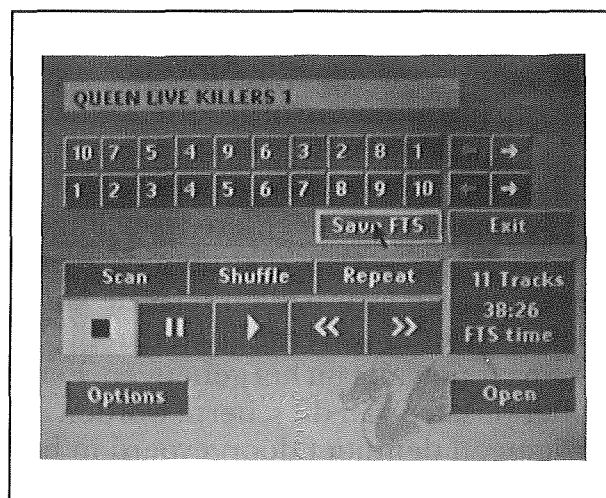 QUEEN LIVE KILLERS 1
10 7 5 4 9 6 3 2 8 1 ← →
1 2 3 4 5 6 7 8 9 10 ← →
Save FTS Exit
Scan Shuffle Repeat
11 Tracks
38:26
FTS time
Options Open